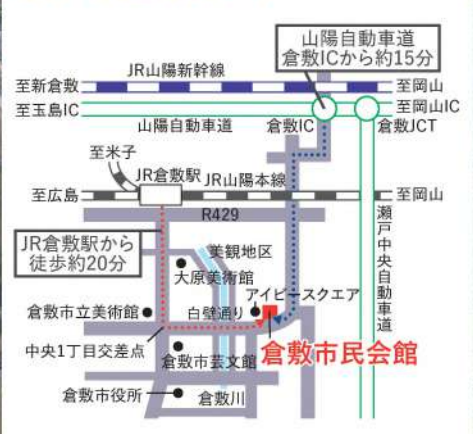 山陽自動車道
倉敷ICから約15分
JR山陽新幹線
至新倉敷
至岡山
至玉島IC
至岡山IC
山陽自動車道
倉敷IC
倉敷JCT
至米子
JR倉敷駅
JR山陽本線
至広島
至岡山
R429
JR倉敷駅から
徒歩約20分
美観地区
大原美術館
瀬戸中央自動車道
アイビースクエア
倉敷市立美術館
白壁通り
中央1丁目交差点
倉敷市民会館
倉敷市芸文館
倉敷市役所
倉敷川